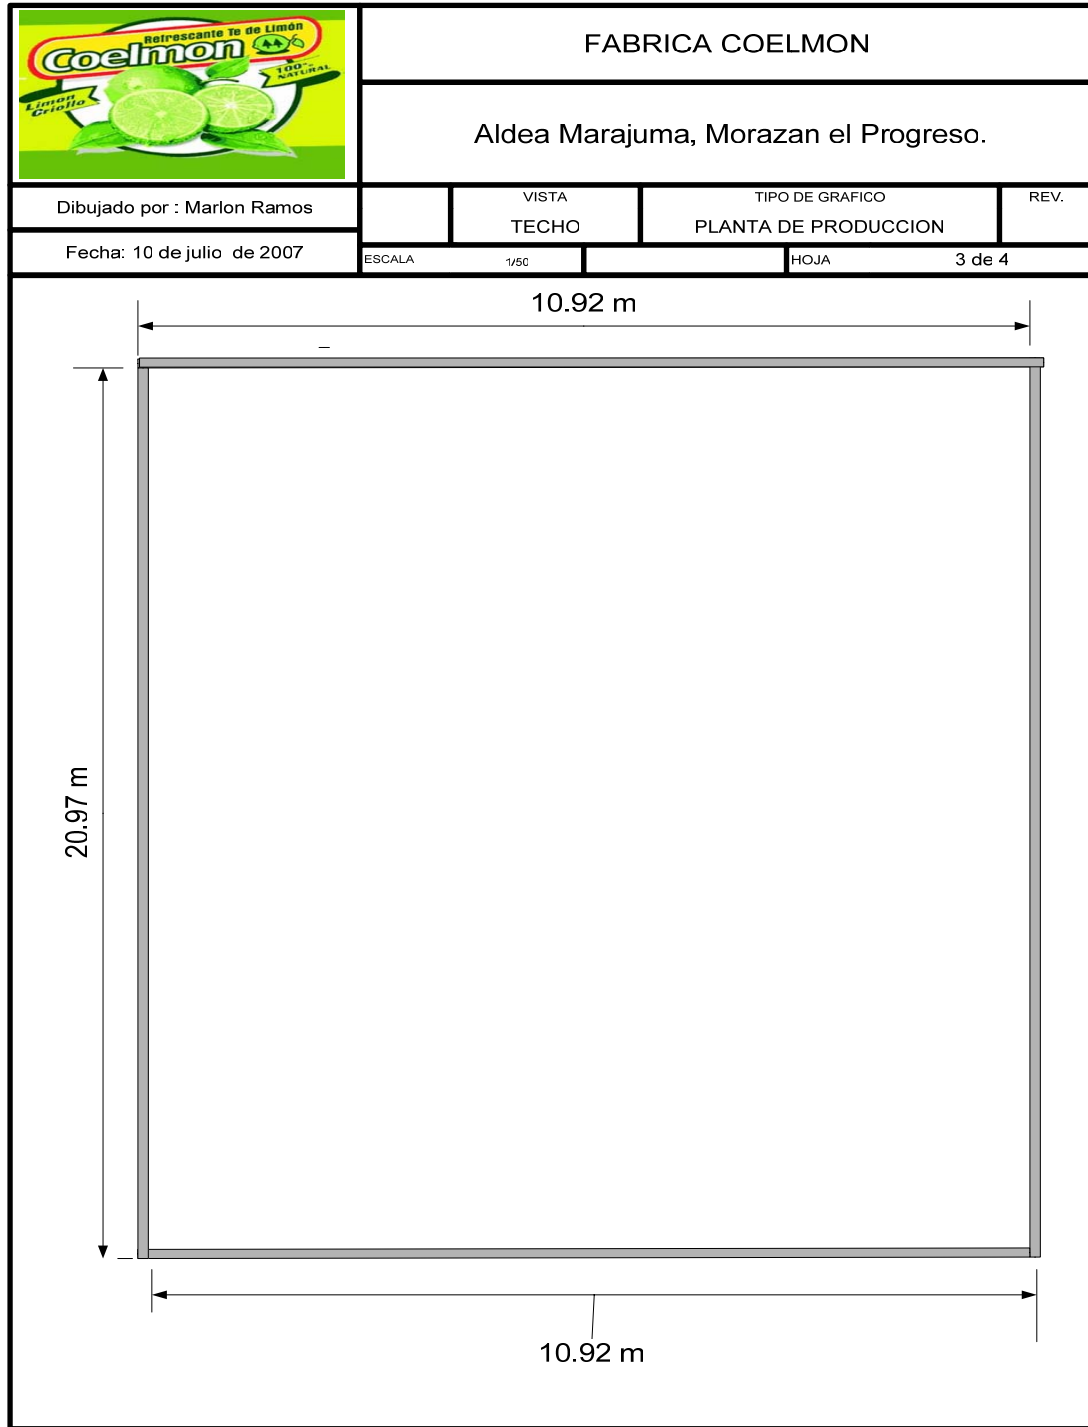 Refrescante Te de Limón
Coelmon
100% NATURAL
Limon Criollo
FABRICA COELMON
Aldea Marajuma, Morazan el Progreso.
Dibujado por : Marlon Ramos
Fecha: 10 de julio de 2007
VISTA
TECHO
TIPO DE GRAFICO
PLANTA DE PRODUCCION
REV.
ESCALA 1/50
HOJA 3 de 4
10.92 m
20.97 m
10.92 m